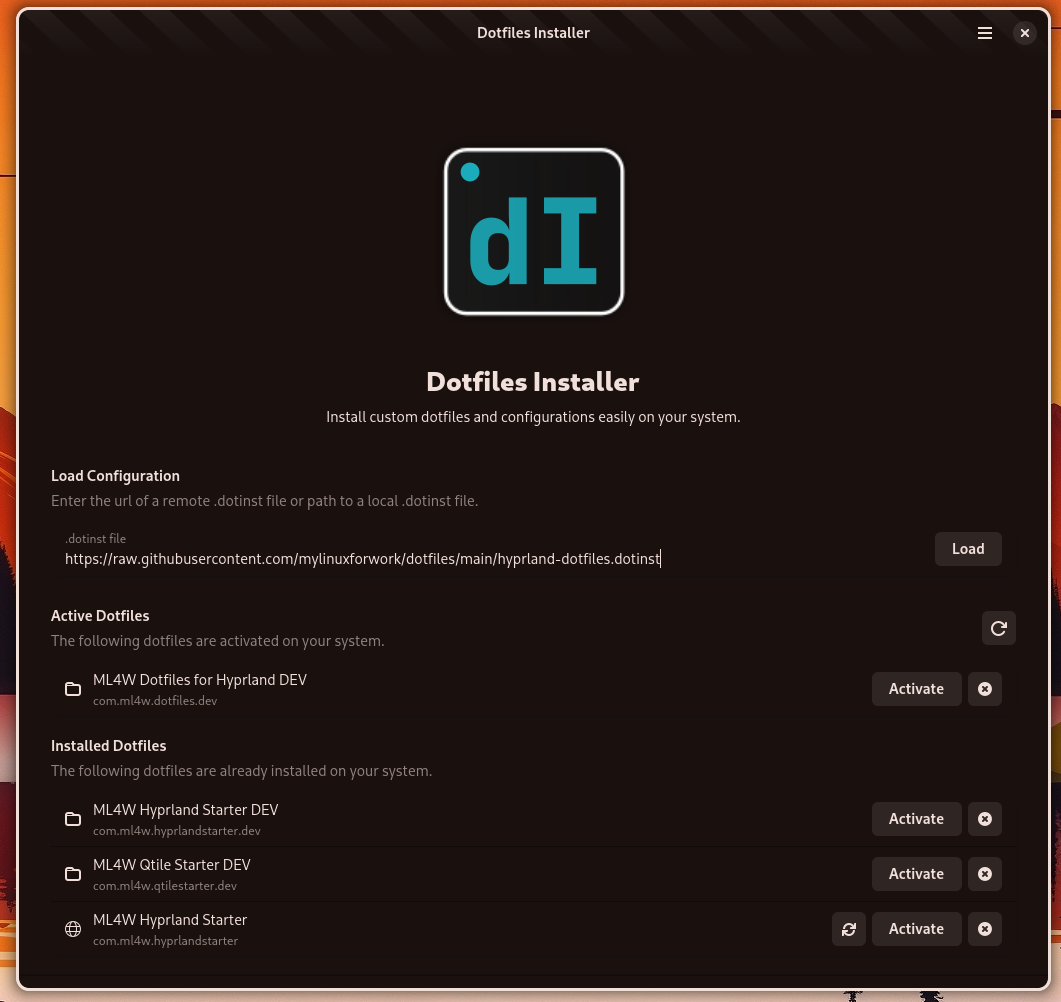 Dotfiles Installer
dI
Dotfiles Installer
Install custom dotfiles and configurations easily on your system.
Load Configuration
Enter the url of a remote .dotinst file or path to a local .dotinst file.
.dotinst file
https://raw.githubusercontent.com/mylinuxforwork/dotfiles/main/hyprland-dotfiles.dotinst
Load
Active Dotfiles
The following dotfiles are activated on your system.
ML4W Dotfiles for Hyprland DEV
com.ml4w.dotfiles.dev
Activate
Installed Dotfiles
The following dotfiles are already installed on your system.
ML4W Hyprland Starter DEV
com.ml4w.hyprlandstarter.dev
Activate
ML4W Qtile Starter DEV
com.ml4w.qtilestarter.dev
Activate
ML4W Hyprland Starter
com.ml4w.hyprlandstarter
Activate